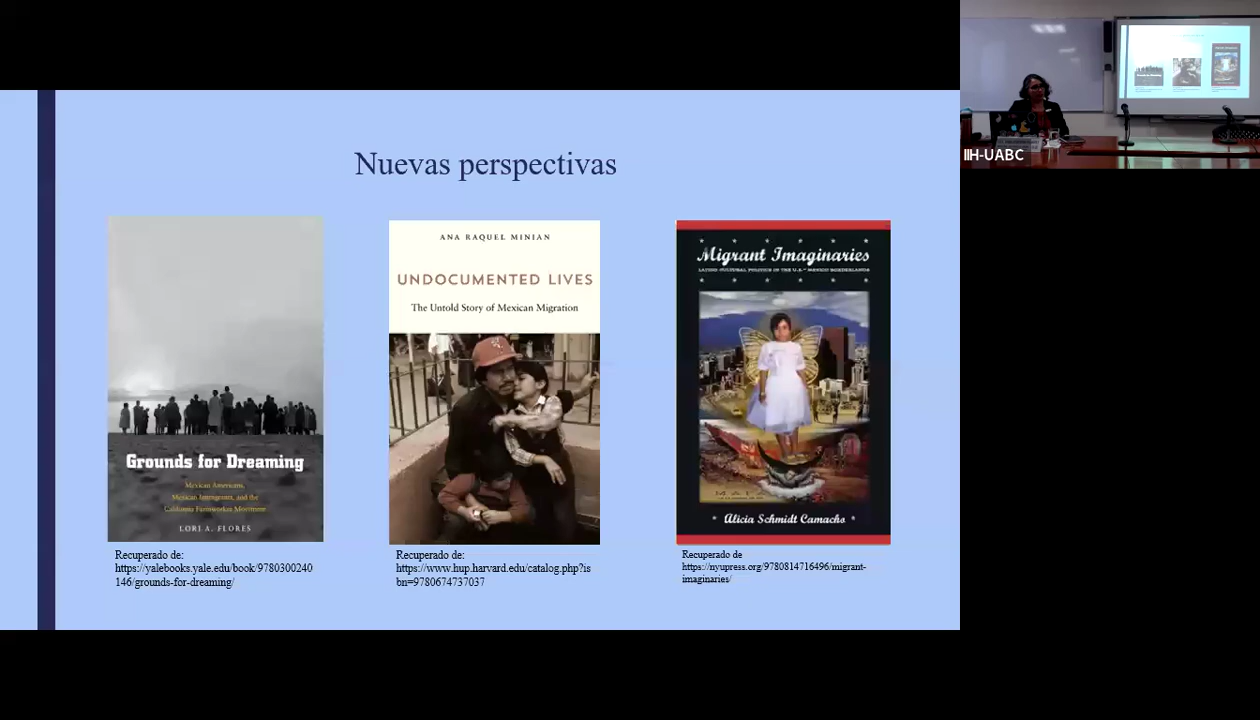 Nuevas perspectivas
Grounds for Dreaming
Mexican Americans,
Mexican Immigrants, and the
California Farmworker Movement
LORI A. FLORES
Recuperado de:
https://yalebooks.yale.edu/book/9780300240
146/grounds-for-dreaming/
ANA RAQUEL MINIAN
UNDOCUMENTED LIVES
The Untold Story of Mexican Migration
Recuperado de:
https://www.hup.harvard.edu/catalog.php?is
bn=9780674737037
Migrant Imaginaries
LATINO CULTURAL POLITICS IN THE U.S.-MEXICO BORDERLANDS
Alicia Schmidt Camacho
Recuperado de
https://nyupress.org/9780814716496/migrant-
imaginaries/
IIH-UABC